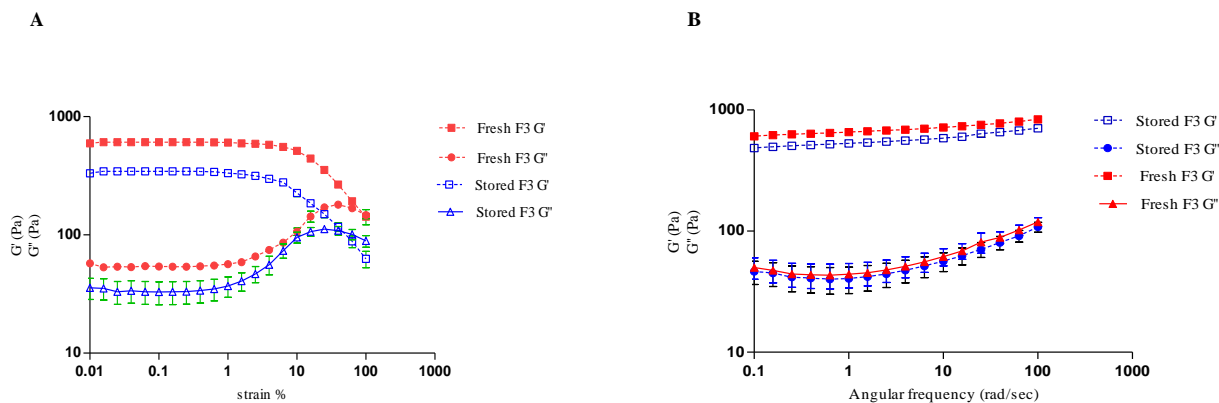 A
1000
100
10
0.01
0.1
1
10
100
1000
strain %
G' (Pa)
G'' (Pa)
Fresh F3 G'
Fresh F3 G''
Stored F3 G'
Stored F3 G''
B
1000
100
10
0.1
1
10
100
1000
Angular frequency (rad/sec)
G' (Pa)
G'' (Pa)
Stored F3 G'
Stored F3 G''
Fresh F3 G'
Fresh F3 G''